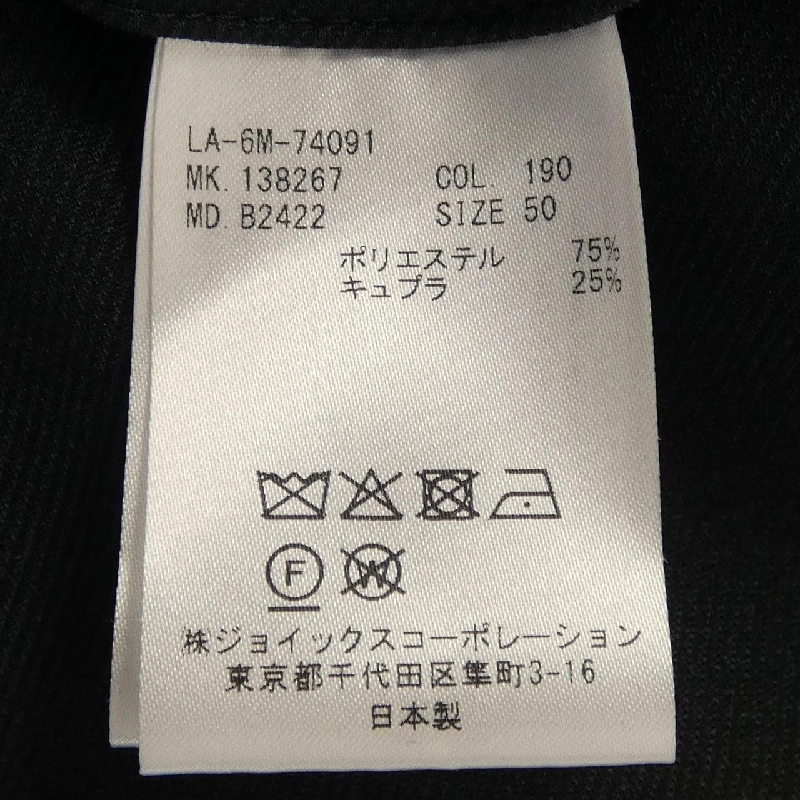 LA-6M-74091
MK. 138267 COL. 190
MD. B2422 SIZE 50
ポリエステル 75%
キュプラ 25%
F W
株ジョイックスコーポレーション
東京都千代田区隼町3-16
日本製